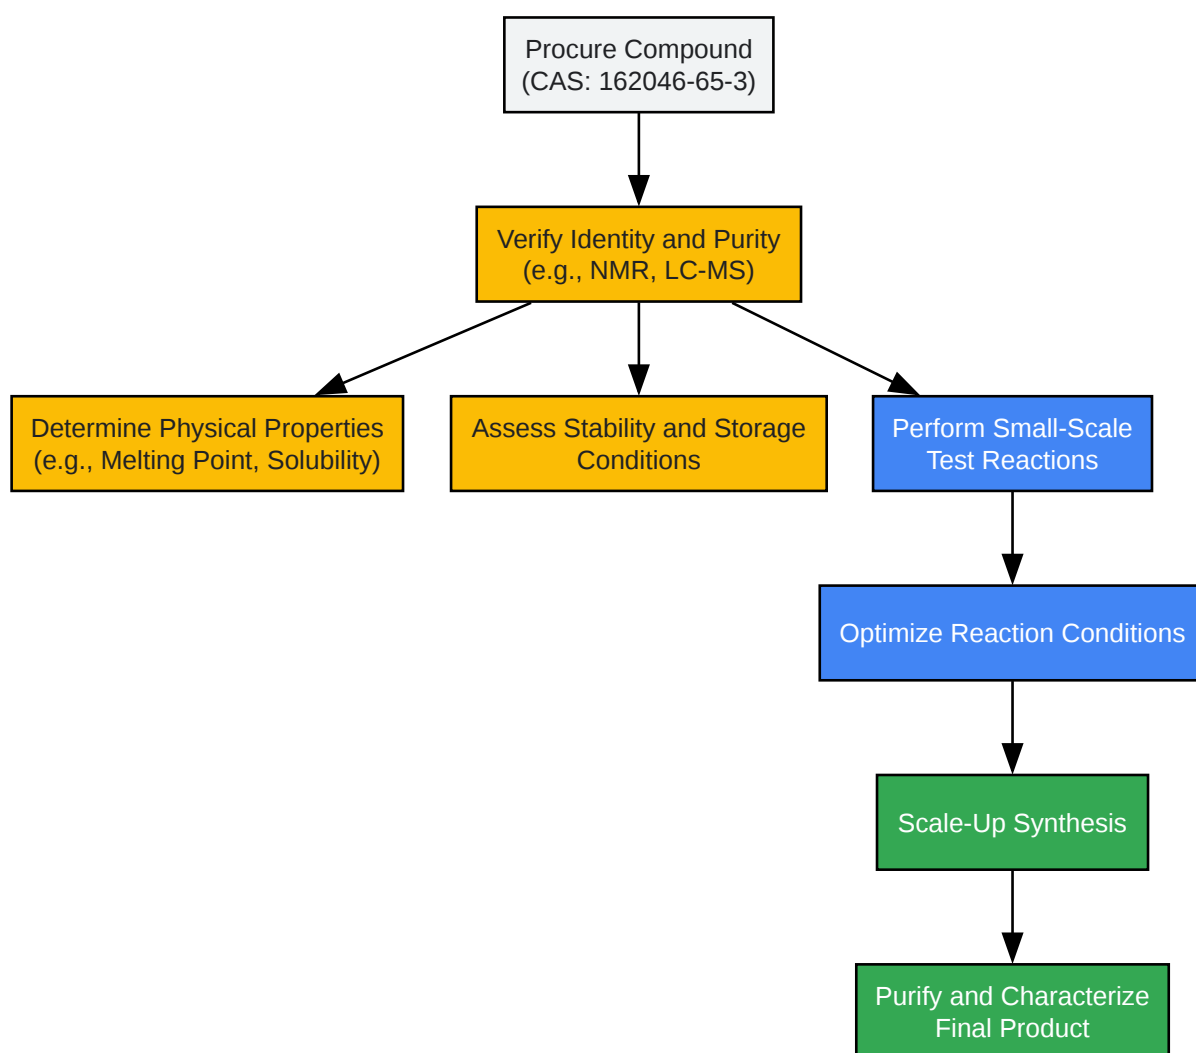 Procure Compound
(CAS: 162046-65-3)
Verify Identity and Purity
(e.g., NMR, LC-MS)
Determine Physical Properties
(e.g., Melting Point, Solubility)
Assess Stability and Storage
Conditions
Perform Small-Scale
Test Reactions
Optimize Reaction Conditions
Scale-Up Synthesis
Purify and Characterize
Final Product